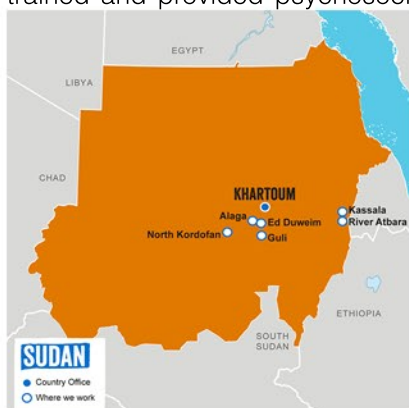 trained and provided psychosoc
EGYPT
LIBYA
CHAD
KHARTOUM
Alaga
Ed Duweim
North Kordofan
Guli
Kassala
River Atbara
ETHIOPIA
SOUTH
SUDAN
SUDAN
Country Office
Where we work